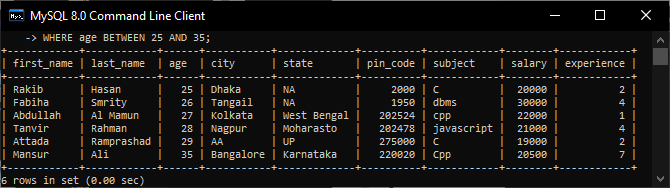 MySQL 8.0 Command Line Client
-> WHERE age BETWEEN 25 AND 35;
+------------+------------+------+-----------+-------------+----------+------------+--------+------------+
| first_name | last_name  | age  | city      | state       | pin_code | subject    | salary | experience |
+------------+------------+------+-----------+-------------+----------+------------+--------+------------+
| Rakib      | Hasan      |   25 | Dhaka     | NA          |     2000 | C          |  20000 |          2 |
| Fabiha     | Smrity     |   26 | Tangail   | NA          |     1950 | dbms       |  30000 |          4 |
| Abdullah   | Al Mamun   |   27 | Kolkata   | West Bengal |   202524 | cpp        |  22000 |          1 |
| Tanvir     | Rahman     |   28 | Nagpur    | Moharasto   |   202478 | javascript |  21000 |          4 |
| Attada     | Ramprashad |   29 | AA        | UP          |   275000 | C          |  19000 |          2 |
| Mansur     | Ali        |   35 | Bangalore | Karnataka   |   220020 | Cpp        |  20500 |          7 |
+------------+------------+------+-----------+-------------+----------+------------+--------+------------+
6 rows in set (0.00 sec)